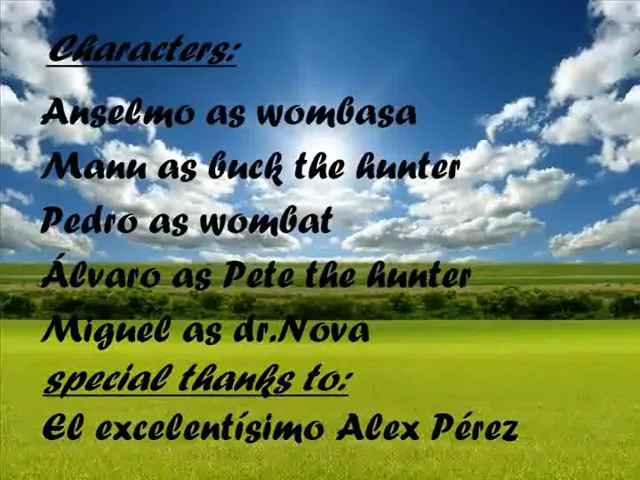 Characters:
Anselmo as wombasa
Manu as buck the hunter
Pedro as wombat
Álvaro as Pete the hunter
Miguel as dr.Nova
special thanks to:
El excelentísimo Alex Pérez